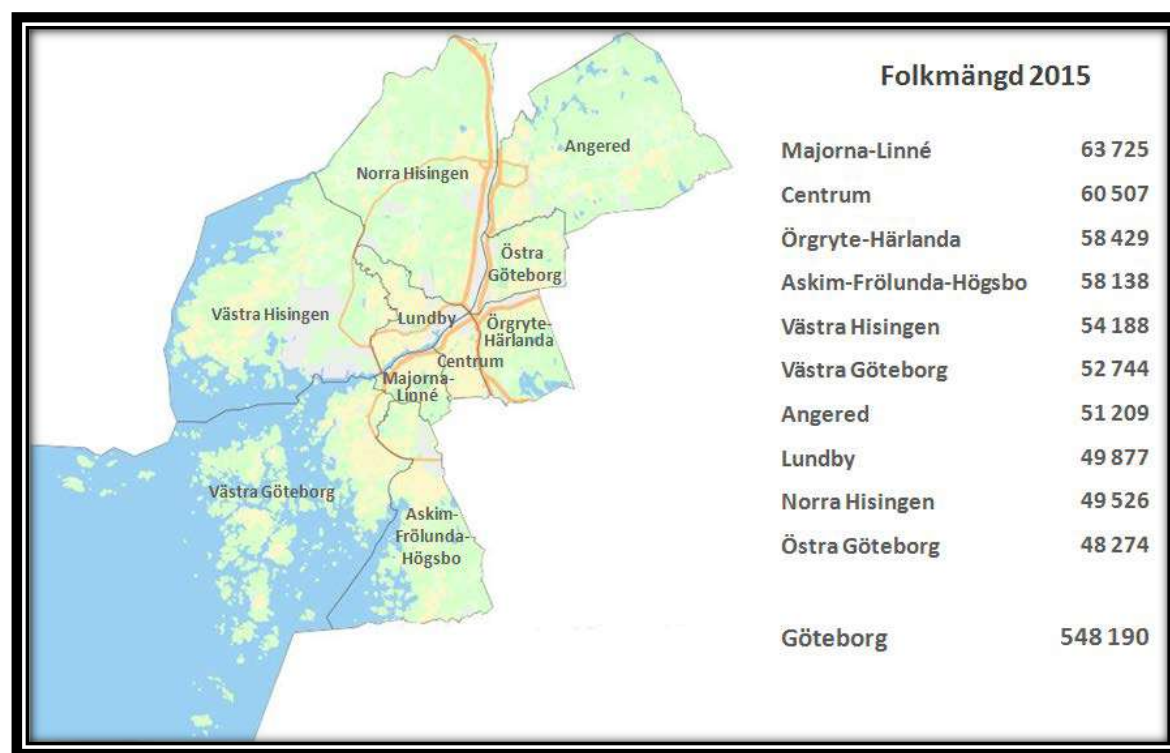 Angered
Norra Hisingen
Östra
Göteborg
Västra Hisingen
Lundby
Örgryte-
Härlanda
Centrum
Majorna-
Linné
Västra Göteborg
Askim-
Frölunda-
Högsbo
Folkmängd 2015
Majorna-Linné 63 725
Centrum 60 507
Örgryte-Härlanda 58 429
Askim-Frölunda-Högsbo 58 138
Västra Hisingen 54 188
Västra Göteborg 52 744
Angered 51 209
Lundby 49 877
Norra Hisingen 49 526
Östra Göteborg 48 274
Göteborg 548 190